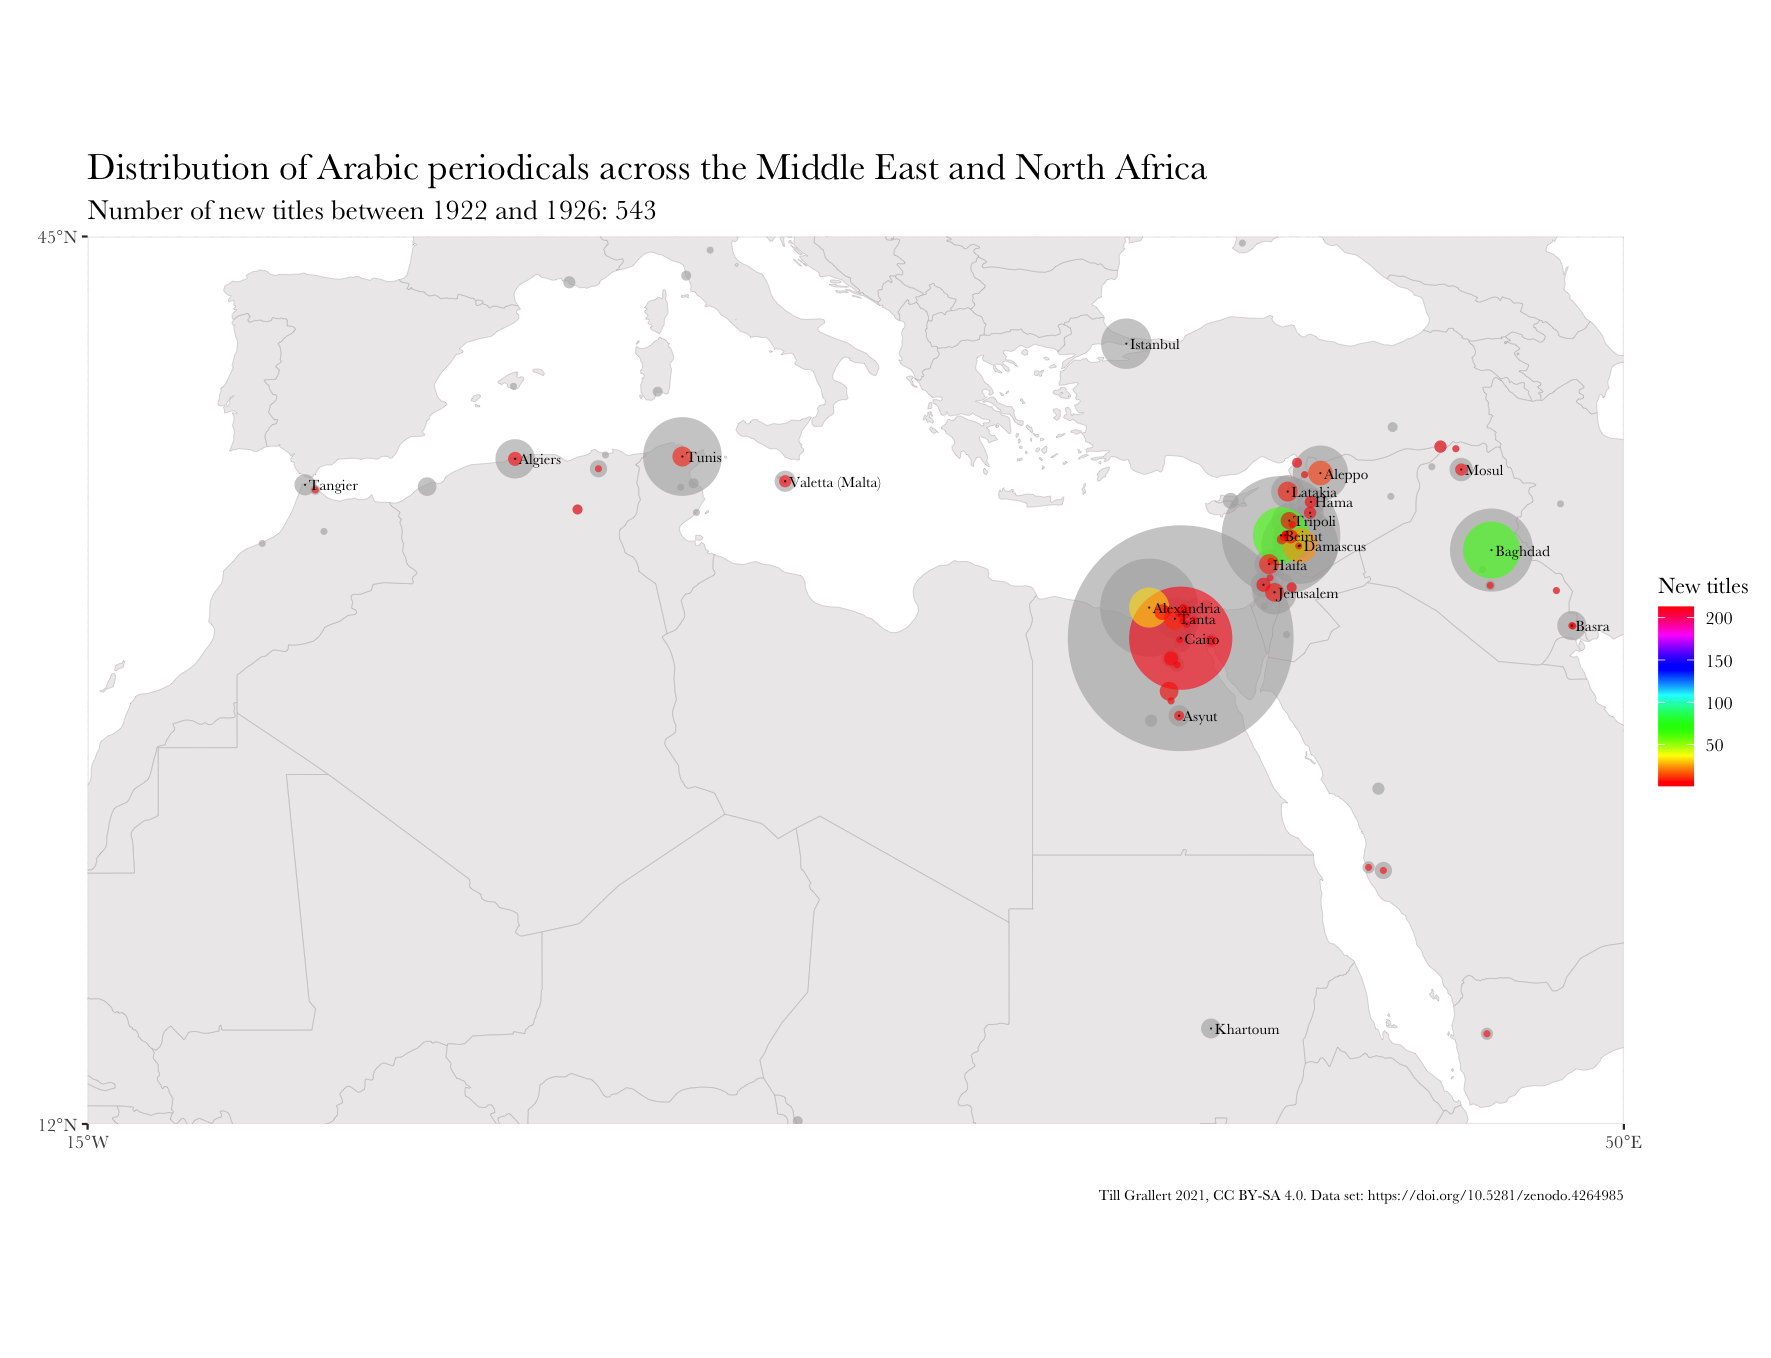 Distribution of Arabic periodicals across the Middle East and North Africa
Number of new titles between 1922 and 1926: 543
45°N
Istanbul
Algiers
Tunis
Tangier
Valetta (Malta)
Aleppo
Mosul
Latakia
Hama
Tripoli
Beirut
Damascus
Baghdad
Haifa
Jerusalem
Alexandria
Tanta
Cairo
Basra
Asyut
Khartoum
New titles
200
150
100
50
12°N
15°W
50°E
Till Grallert 2021, CC BY-SA 4.0. Data set: https://doi.org/10.5281/zenodo.4264985